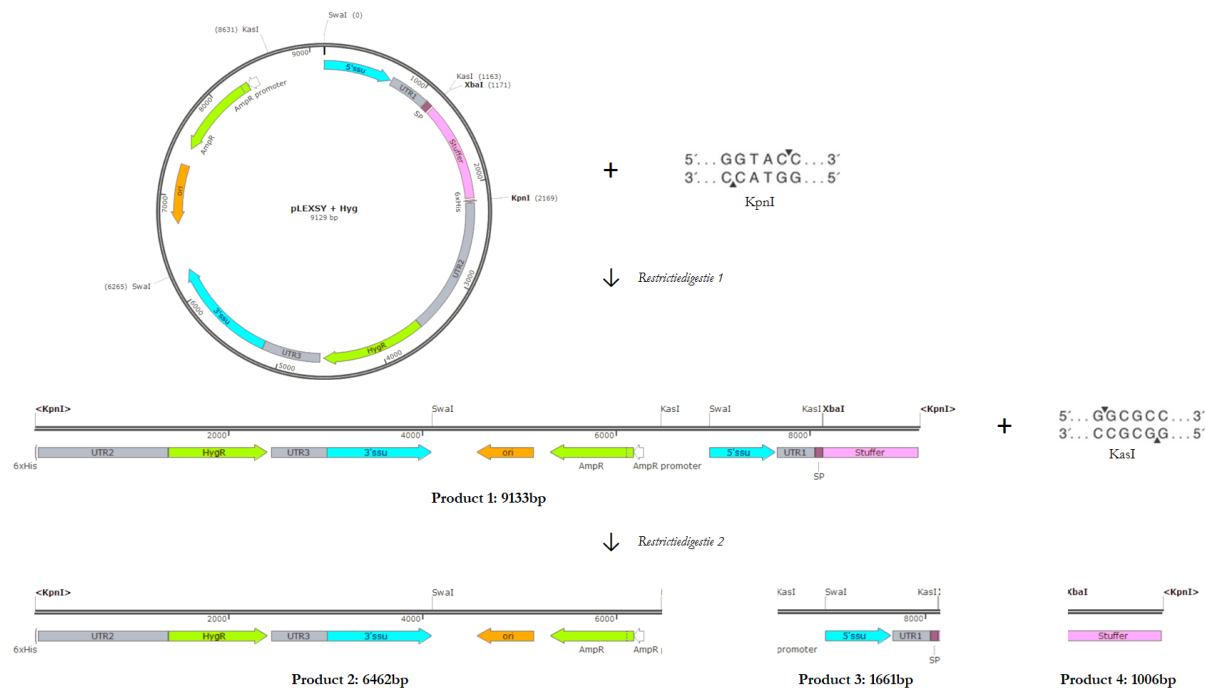 SwaI (0)
(8631) KasI
9000
5'ssu
1000
KasI (1163)
XbaI (1171)
UTR1
SP
AmpR promoter
8000
AmpR
Stuffer
2000
ori
7000
6xHis
KpnI (2169)
pLEXSY + Hyg
9129 bp
UTR2
3000
(6265) SwaI
6000
3'ssu
UTR3
5000
HygR
4000
+
5´... GGTACC...3´
3´... CCATGG...5´
KpnI
Restrictiedigestie 1
<KpnI> SwaI KasI SwaI KasI XbaI <KpnI>
2000 4000 6000 8000
UTR2 HygR UTR3 3'ssu ori 5'ssu UTR1 Stuffer
6xHis AmpR AmpR promoter SP
Product 1: 9133bp
+
5´... GGCGCC...3´
3´... CCGCGG...5´
KasI
Restrictiedigestie 2
<KpnI> SwaI KasI SwaI KasI XbaI <KpnI>
2000 4000 6000 8000
UTR2 HygR UTR3 3'ssu ori 5'ssu UTR1 Stuffer
6xHis AmpR AmpR promoter SP
Product 2: 6462bp Product 3: 1661bp Product 4: 1006bp